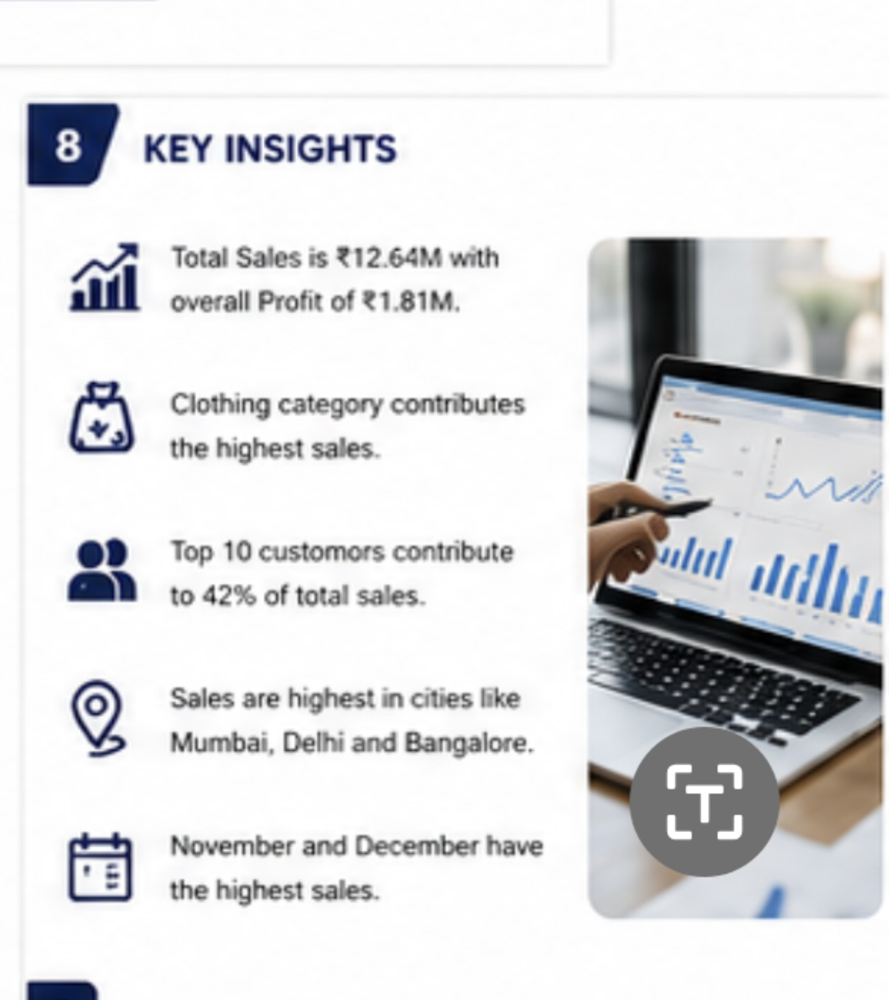 8 KEY INSIGHTS
Total Sales is ₹12.64M with
overall Profit of ₹1.81M.
Clothing category contributes
the highest sales.
Top 10 customors contribute
to 42% of total sales.
Sales are highest in cities like
Mumbai, Delhi and Bangalore.
November and December have
the highest sales.